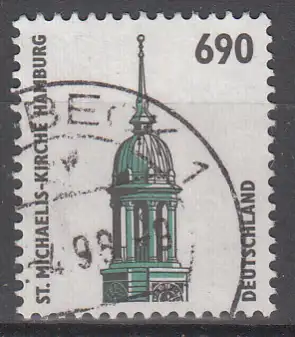 690
ST. MICHAELIS-KIRCHE HAMBURG
DEUTSCHLAND